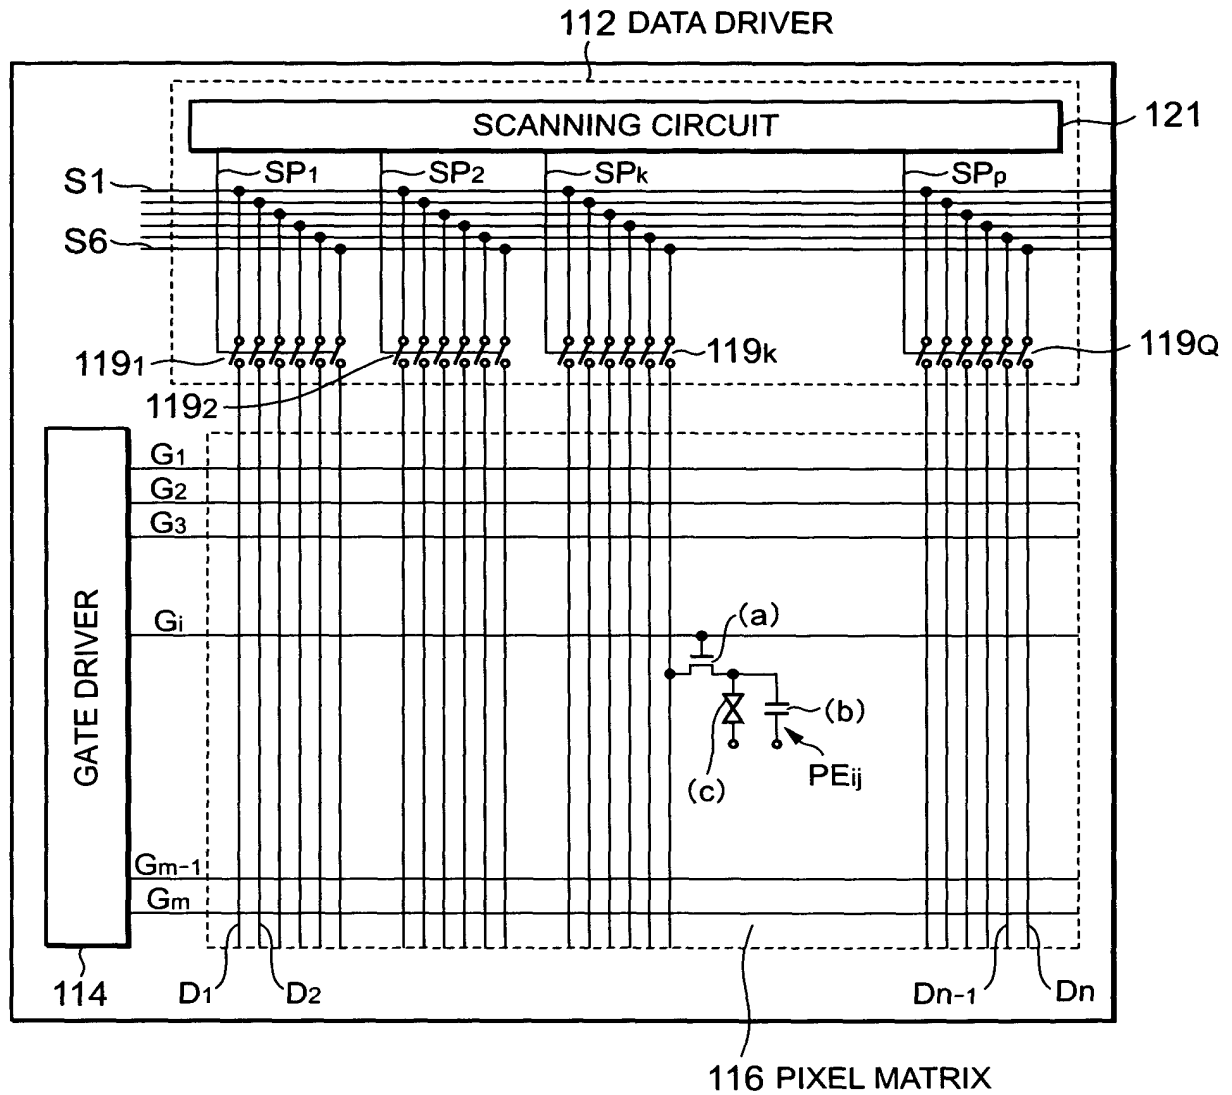 112 DATA DRIVER
SCANNING CIRCUIT
121
SP1 SP2 SPk SPp
S1
S6
1191 1192 119k 119Q
G1
G2
G3
Gi
GATE DRIVER
(a)
(b)
(c)
PEij
Gm-1
Gm
114 D1 D2 Dn-1 Dn
116 PIXEL MATRIX